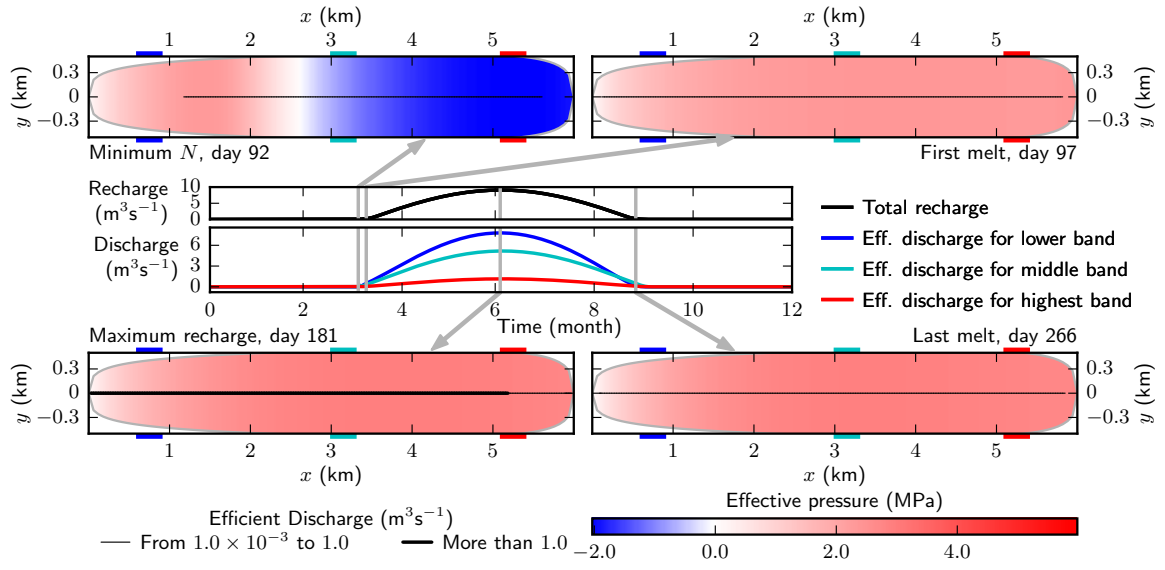 x (km)
x (km)
1 2 3 4 5
1 2 3 4 5
y (km)
0.3
0
−0.3
0.3
0
−0.3
y (km)
Minimum N, day 92
First melt, day 97
Recharge
(m³s⁻¹)
10
5
0
Discharge
(m³s⁻¹)
6
3
0
0 2 4 6 8 10 12
Time (month)
Total recharge
Eff. discharge for lower band
Eff. discharge for middle band
Eff. discharge for highest band
Maximum recharge, day 181
Last melt, day 266
y (km)
0.3
0
−0.3
0.3
0
−0.3
y (km)
1 2 3 4 5
1 2 3 4 5
x (km)
x (km)
Efficient Discharge (m³s⁻¹)
From 1.0 × 10⁻³ to 1.0
More than 1.0
Effective pressure (MPa)
−2.0 0.0 2.0 4.0